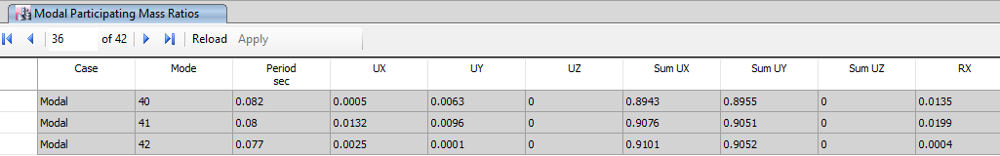 Modal Participating Mass Ratios
36 of 42 Reload Apply
Case Mode Period sec UX UY UZ Sum UX Sum UY Sum UZ RX
Modal 40 0.082 0.0005 0.0063 0 0.8943 0.8955 0 0.0135
Modal 41 0.08 0.0132 0.0096 0 0.9076 0.9051 0 0.0199
Modal 42 0.077 0.0025 0.0001 0 0.9101 0.9052 0 0.0004